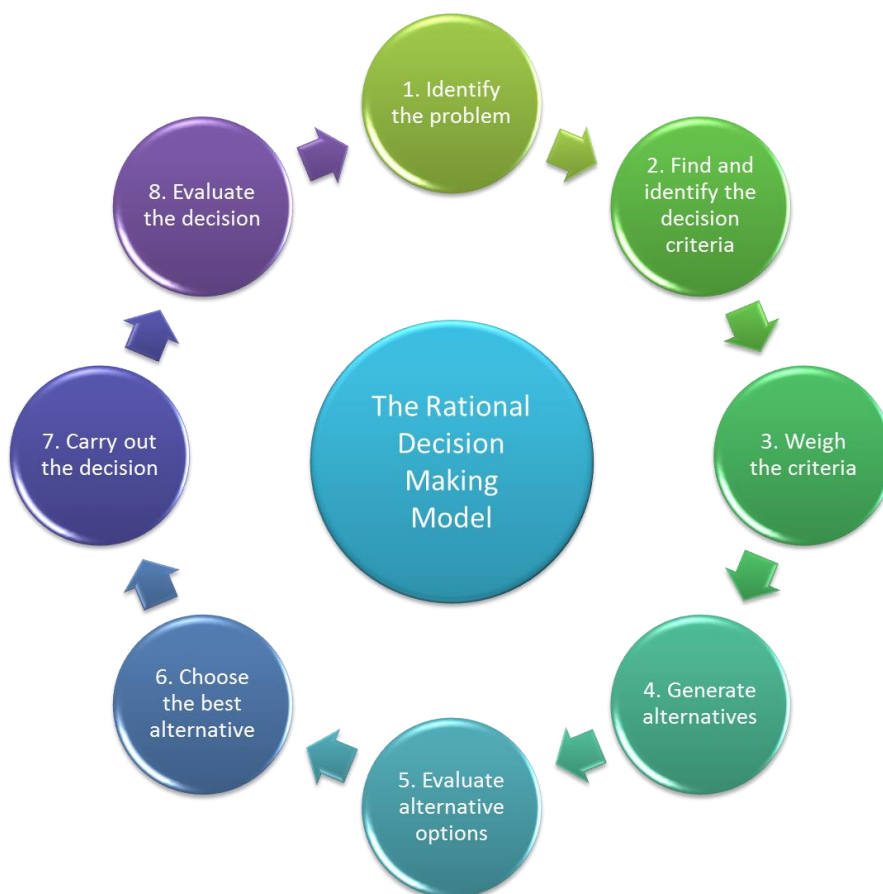 1. Identify
the problem
2. Find and
identify the
decision
criteria
3. Weigh
the criteria
4. Generate
alternatives
5. Evaluate
alternative
options
6. Choose
the best
alternative
7. Carry out
the decision
8. Evaluate
the decision
The Rational
Decision
Making
Model